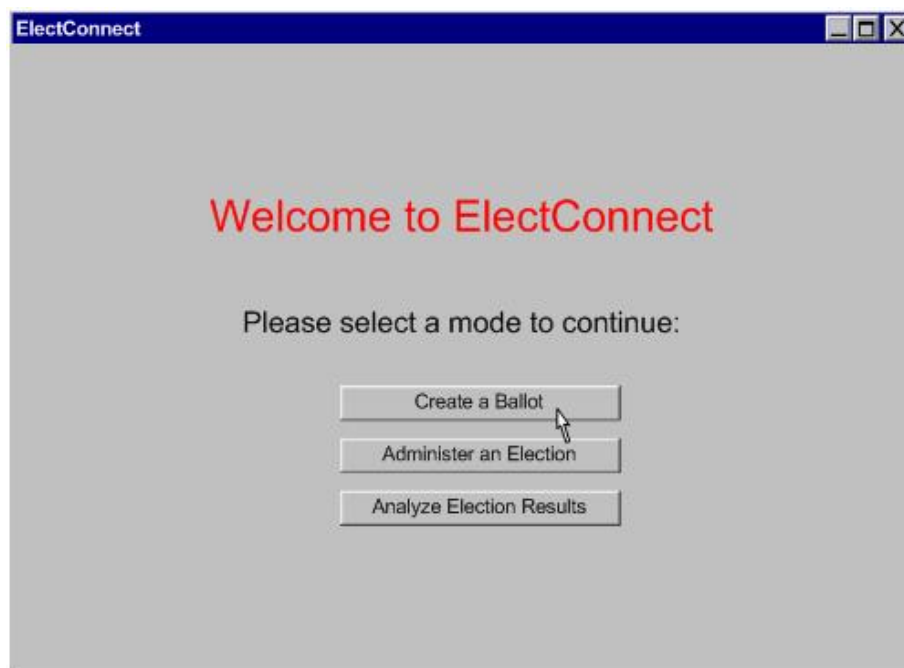 ElectConnect
Welcome to ElectConnect
Please select a mode to continue:
Create a Ballot
Administer an Election
Analyze Election Results